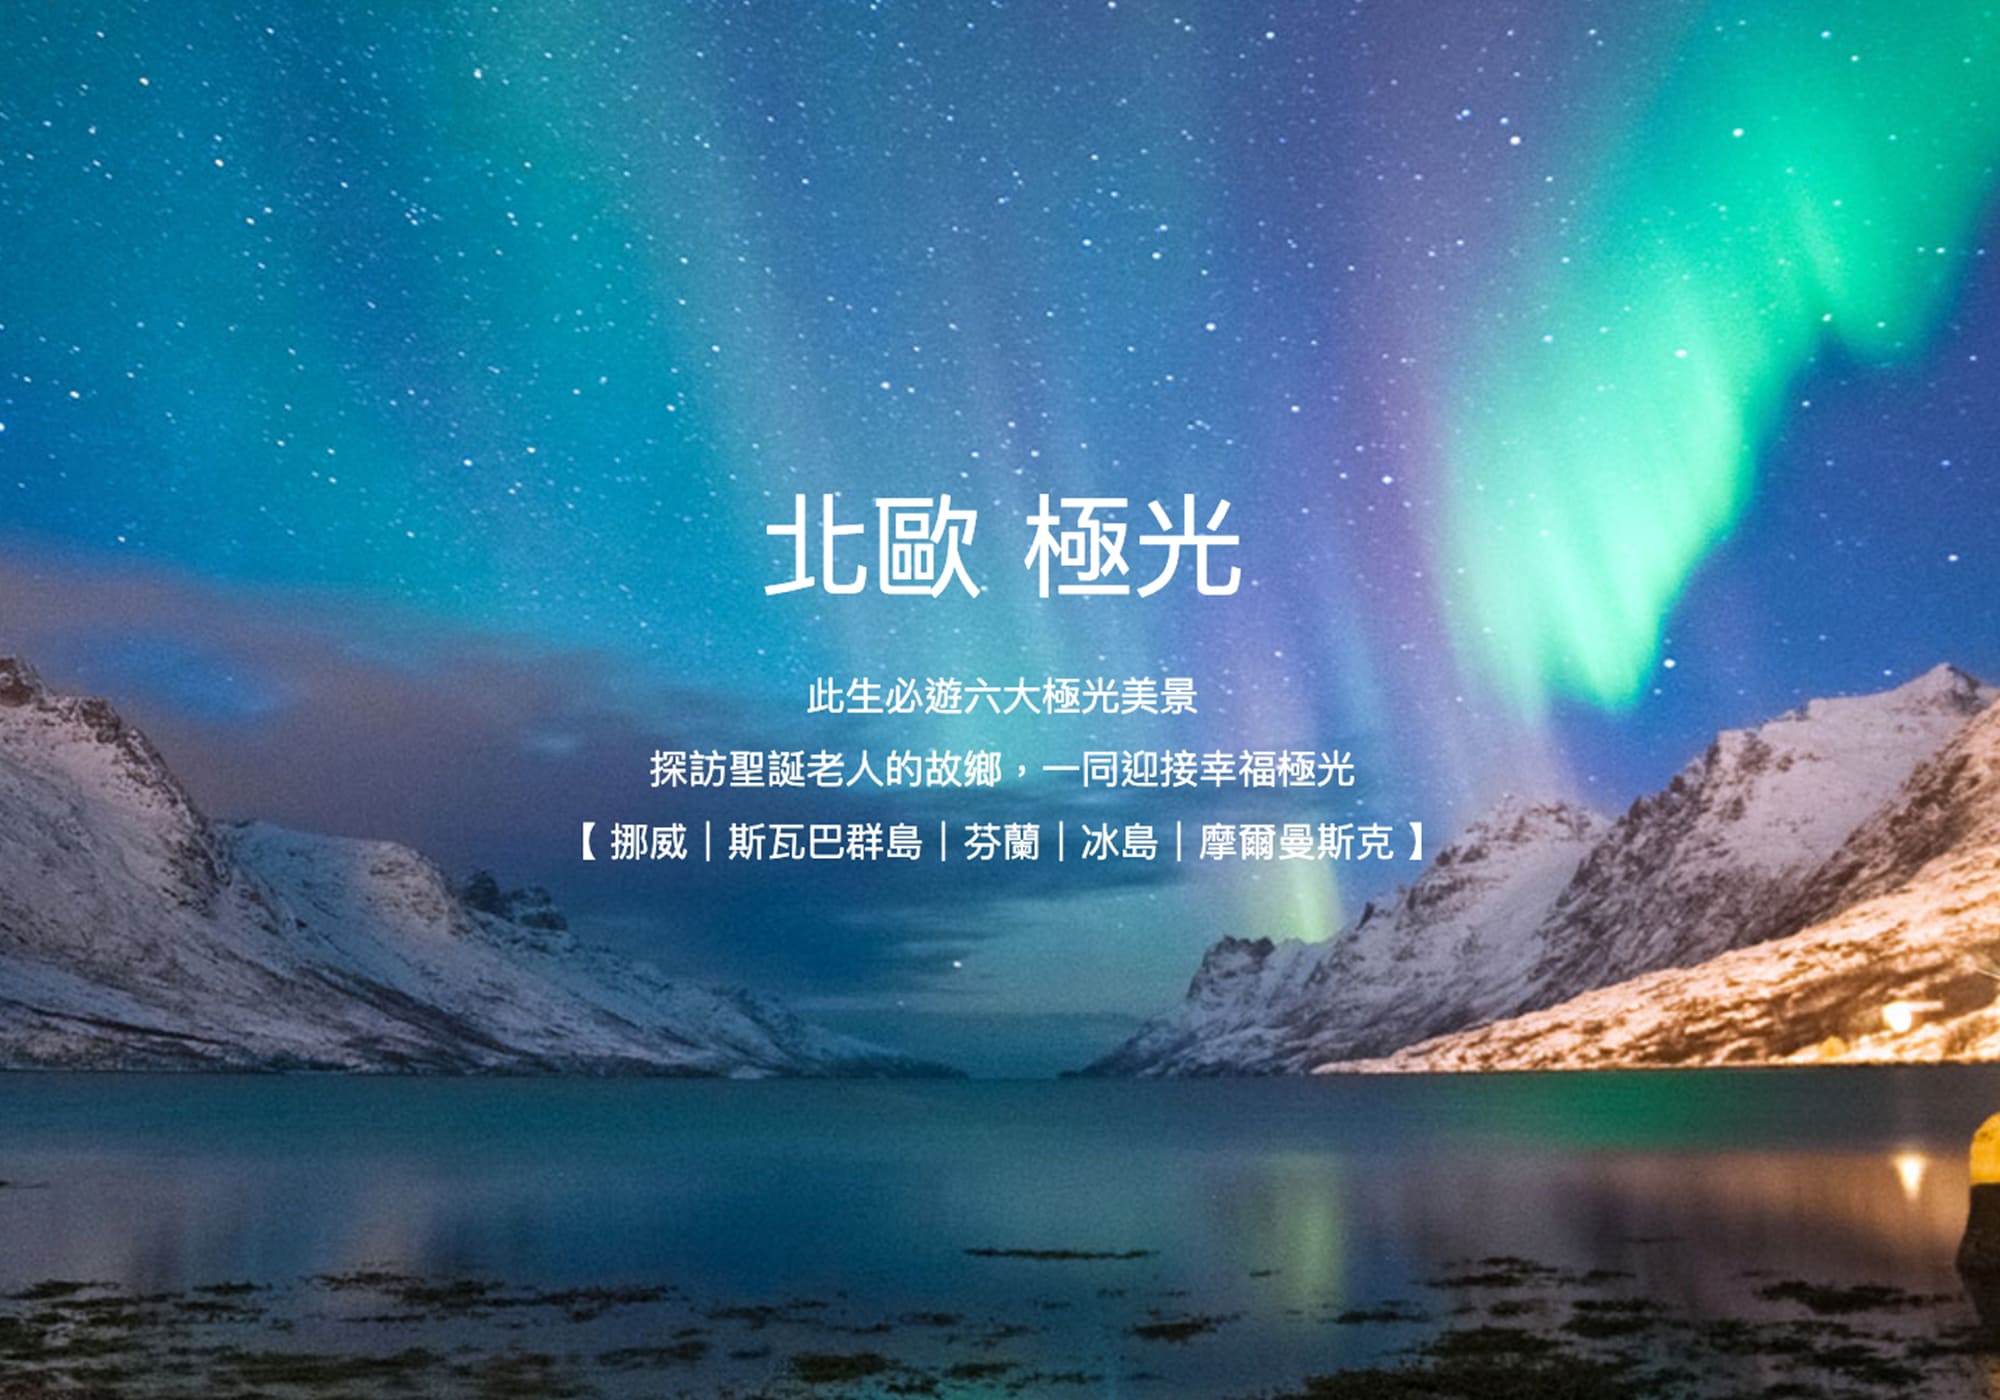 北歐 極光
此生必遊六大極光美景
探訪聖誕老人的故鄉，一同迎接幸福極光
【 挪威｜斯瓦巴群島｜芬蘭｜冰島｜摩爾曼斯克 】